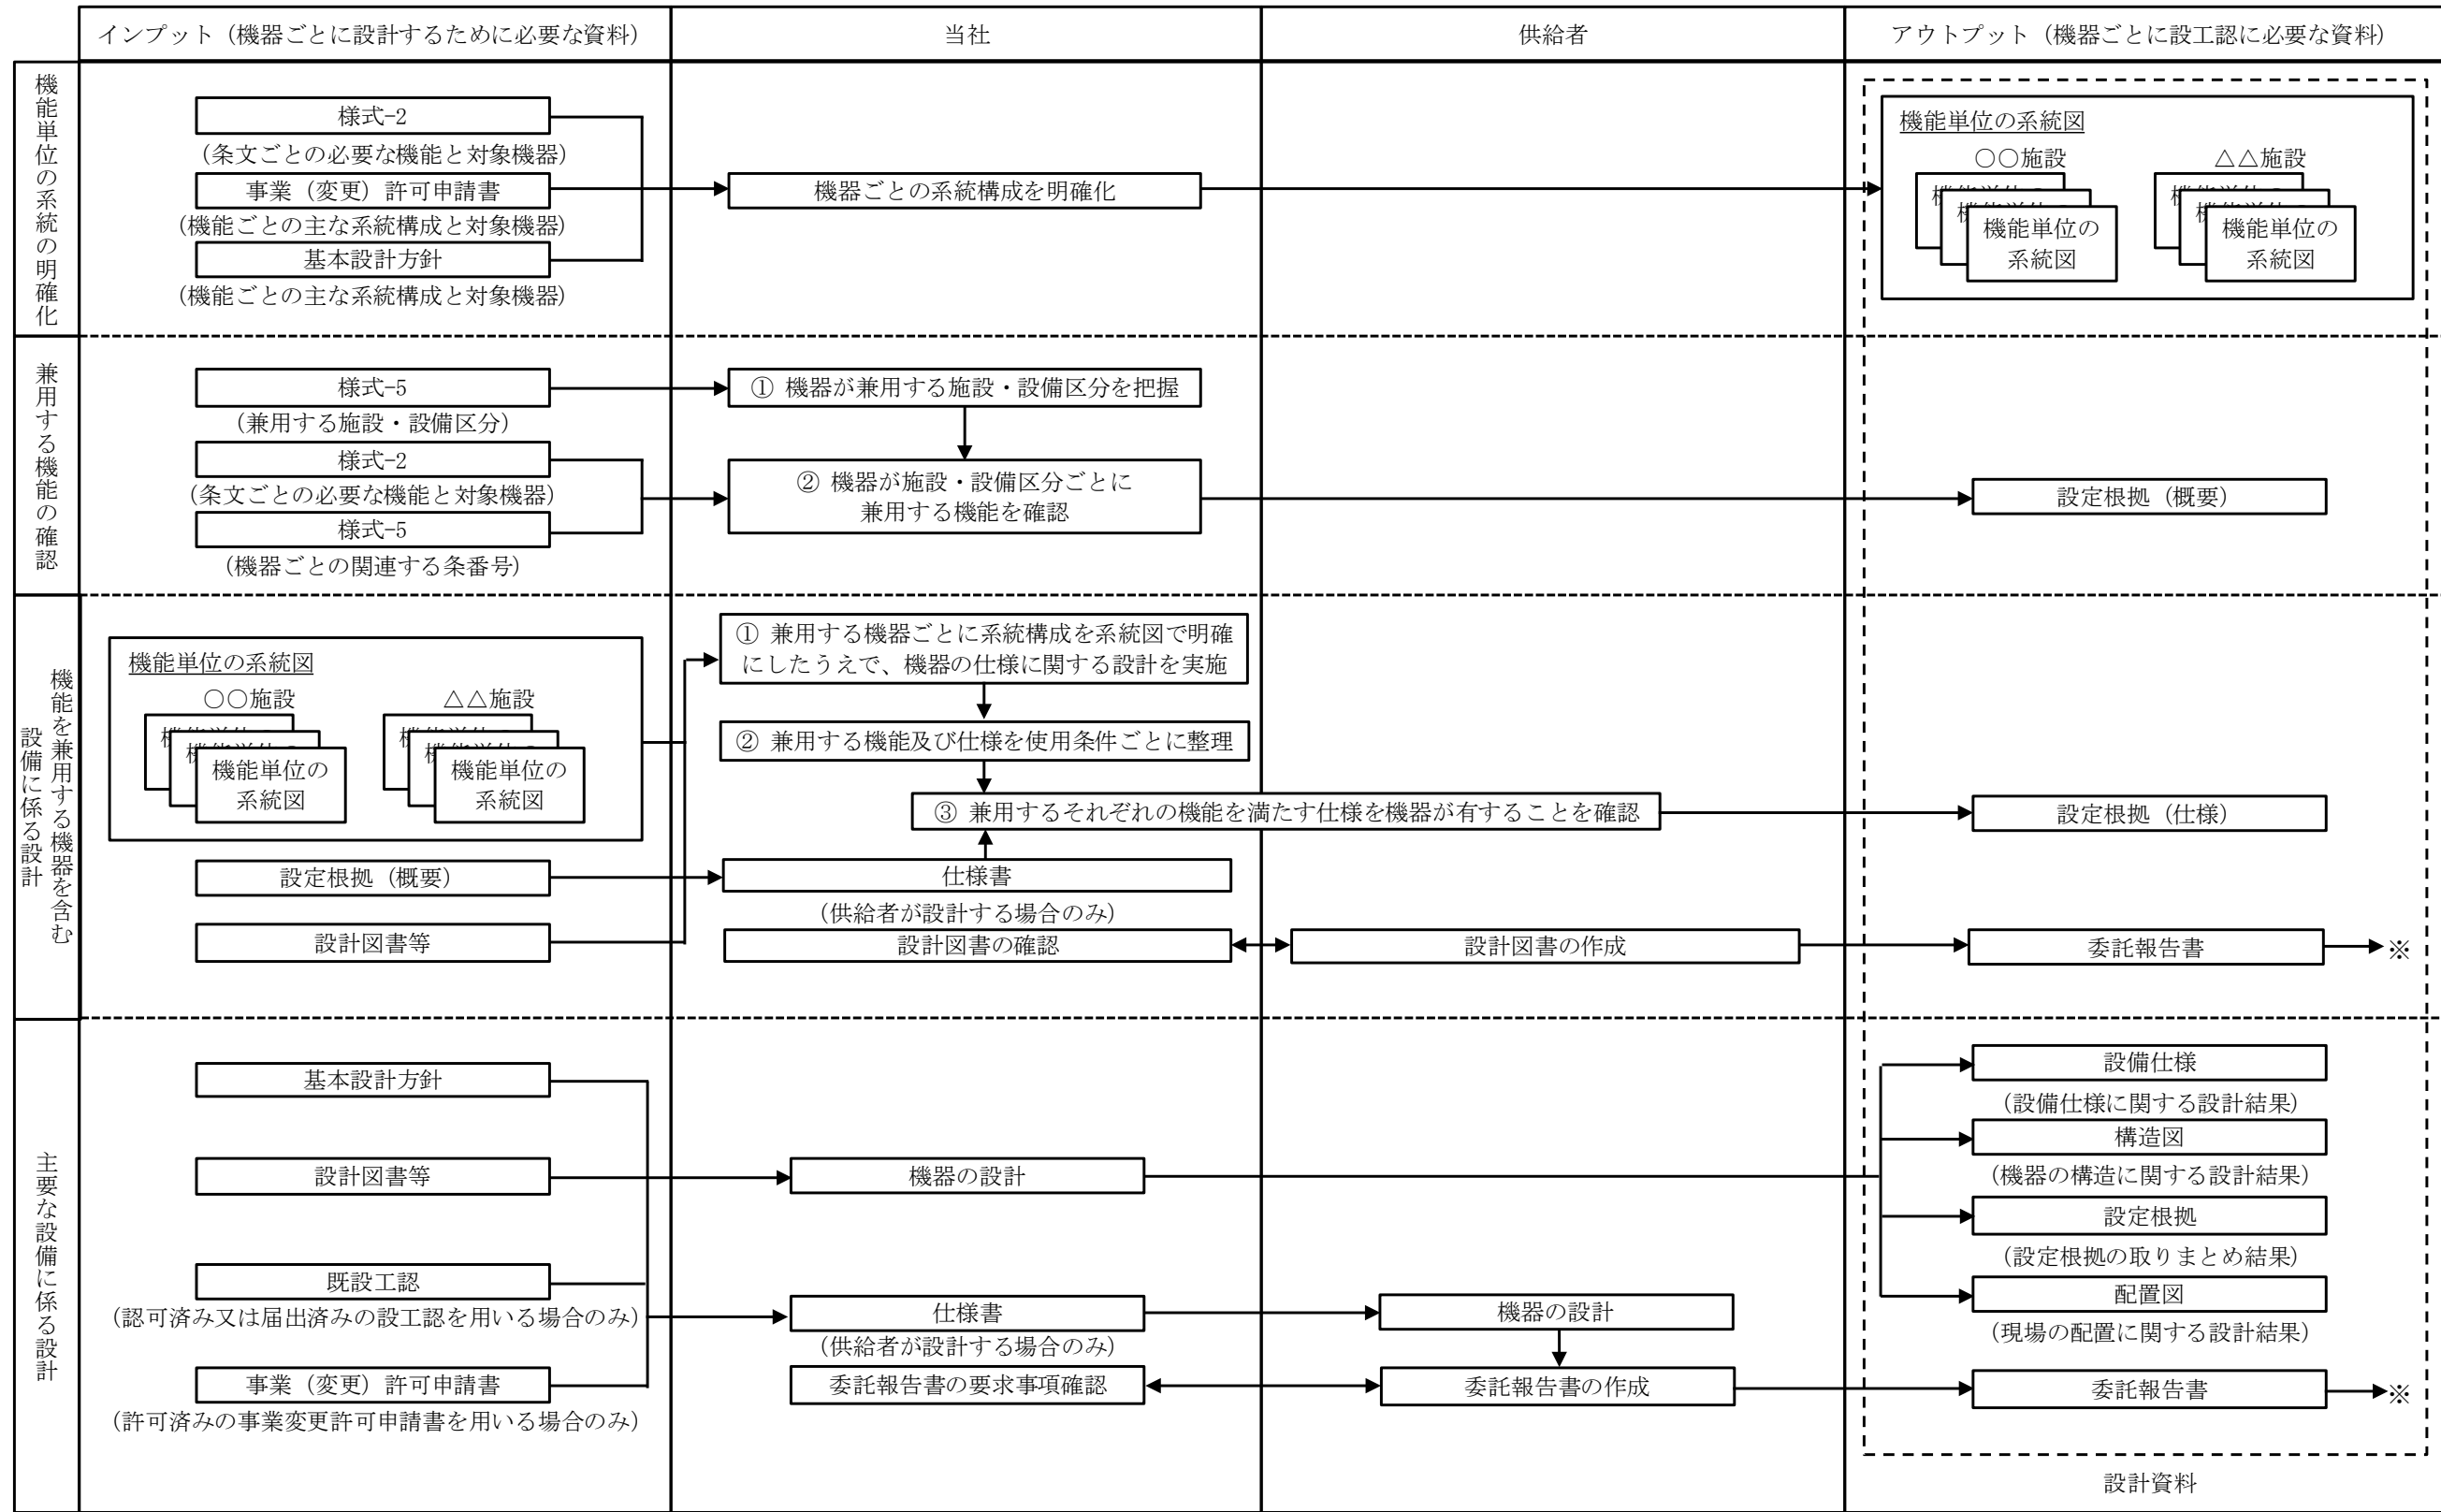 インプット（機器ごとに設計するために必要な資料）
当社
供給者
アウトプット（機器ごとに設工認に必要な資料）
機能単位の系統の明確化
様式-2
（条文ごとの必要な機能と対象機器）
事業（変更）許可申請書
（機能ごとの主な系統構成と対象機器）
基本設計方針
（機能ごとの主な系統構成と対象機器）
機器ごとの系統構成を明確化
機能単位の系統図
○○施設
△△施設
機能単位の
系統図
機能単位の
系統図
兼用する機能の確認
様式-5
（兼用する施設・設備区分）
様式-2
（条文ごとの必要な機能と対象機器）
様式-5
（機器ごとの関連する条番号）
① 機器が兼用する施設・設備区分を把握
② 機器が施設・設備区分ごとに
兼用する機能を確認
設定根拠（概要）
機能を兼用する機器を含む
設備に係る設計
機能単位の系統図
○○施設
△△施設
機能単位の
系統図
機能単位の
系統図
設定根拠（概要）
設計図書等
① 兼用する機器ごとに系統構成を系統図で明確
にしたうえで、機器の仕様に関する設計を実施
② 兼用する機能及び仕様を使用条件ごとに整理
③ 兼用するそれぞれの機能を満たす仕様を機器が有することを確認
仕様書
（供給者が設計する場合のみ）
設計図書の確認
設計図書の作成
設定根拠（仕様）
委託報告書
※
主要な設備に係る設計
基本設計方針
設計図書等
既設工認
（認可済み又は届出済みの設工認を用いる場合のみ）
事業（変更）許可申請書
（許可済みの事業変更許可申請書を用いる場合のみ）
機器の設計
仕様書
（供給者が設計する場合のみ）
委託報告書の要求事項確認
機器の設計
委託報告書の作成
設備仕様
（設備仕様に関する設計結果）
構造図
（機器の構造に関する設計結果）
設定根拠
（設定根拠の取りまとめ結果）
配置図
（現場の配置に関する設計結果）
委託報告書
※
設計資料